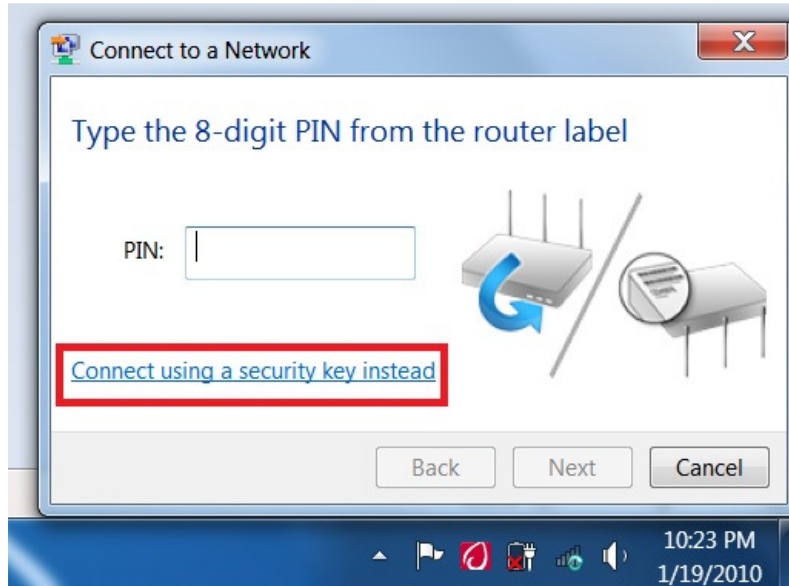 Connect to a Network
Type the 8-digit PIN from the router label
PIN:
Connect using a security key instead
Back
Next
Cancel
10:23 PM
1/19/2010